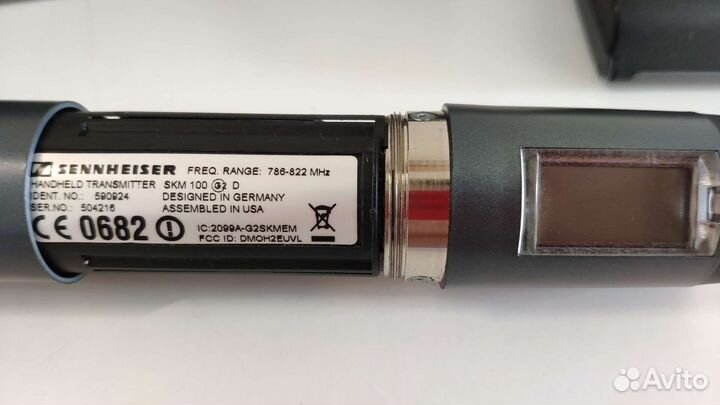 SENNHEISER FREQ. RANGE: 786-822 MHz
HANDHELD TRANSMITTER SKM 100 G2 D
IDENT. NO.: 590924 DESIGNED IN GERMANY
SER.NO.: 504216 ASSEMBLED IN USA
CE 0682
IC:2099A-G2SKMEM
FCC ID: DMOH2EUVL
Avito